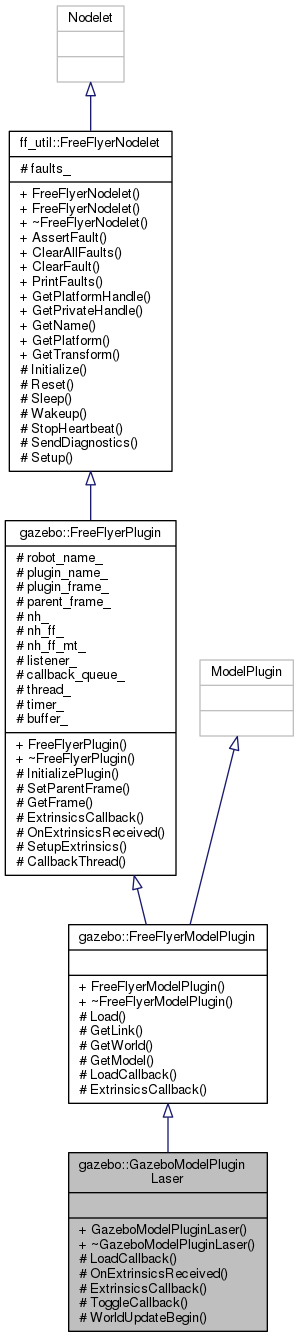 Nodelet
ff_util::FreeFlyerNodelet
# faults_
+ FreeFlyerNodelet()
+ FreeFlyerNodelet()
+ ~FreeFlyerNodelet()
+ AssertFault()
+ ClearAllFaults()
+ ClearFault()
+ PrintFaults()
+ GetPlatformHandle()
+ GetPrivateHandle()
+ GetName()
+ GetPlatform()
+ GetTransform()
# Initialize()
# Reset()
# Sleep()
# Wakeup()
# StopHeartbeat()
# SendDiagnostics()
# Setup()
gazebo::FreeFlyerPlugin
# robot_name_
# plugin_name_
# plugin_frame_
# parent_frame_
# nh_
# nh_ff_
# nh_ff_mt_
# listener_
# callback_queue_
# thread_
# timer_
# buffer_
+ FreeFlyerPlugin()
+ ~FreeFlyerPlugin()
# InitializePlugin()
# SetParentFrame()
# GetFrame()
# ExtrinsicsCallback()
# OnExtrinsicsReceived()
# SetupExtrinsics()
# CallbackThread()
ModelPlugin
gazebo::FreeFlyerModelPlugin
+ FreeFlyerModelPlugin()
+ ~FreeFlyerModelPlugin()
# Load()
# GetLink()
# GetWorld()
# GetModel()
# LoadCallback()
# ExtrinsicsCallback()
gazebo::GazeboModelPlugin
Laser
+ GazeboModelPluginLaser()
+ ~GazeboModelPluginLaser()
# LoadCallback()
# OnExtrinsicsReceived()
# ExtrinsicsCallback()
# ToggleCallback()
# WorldUpdateBegin()